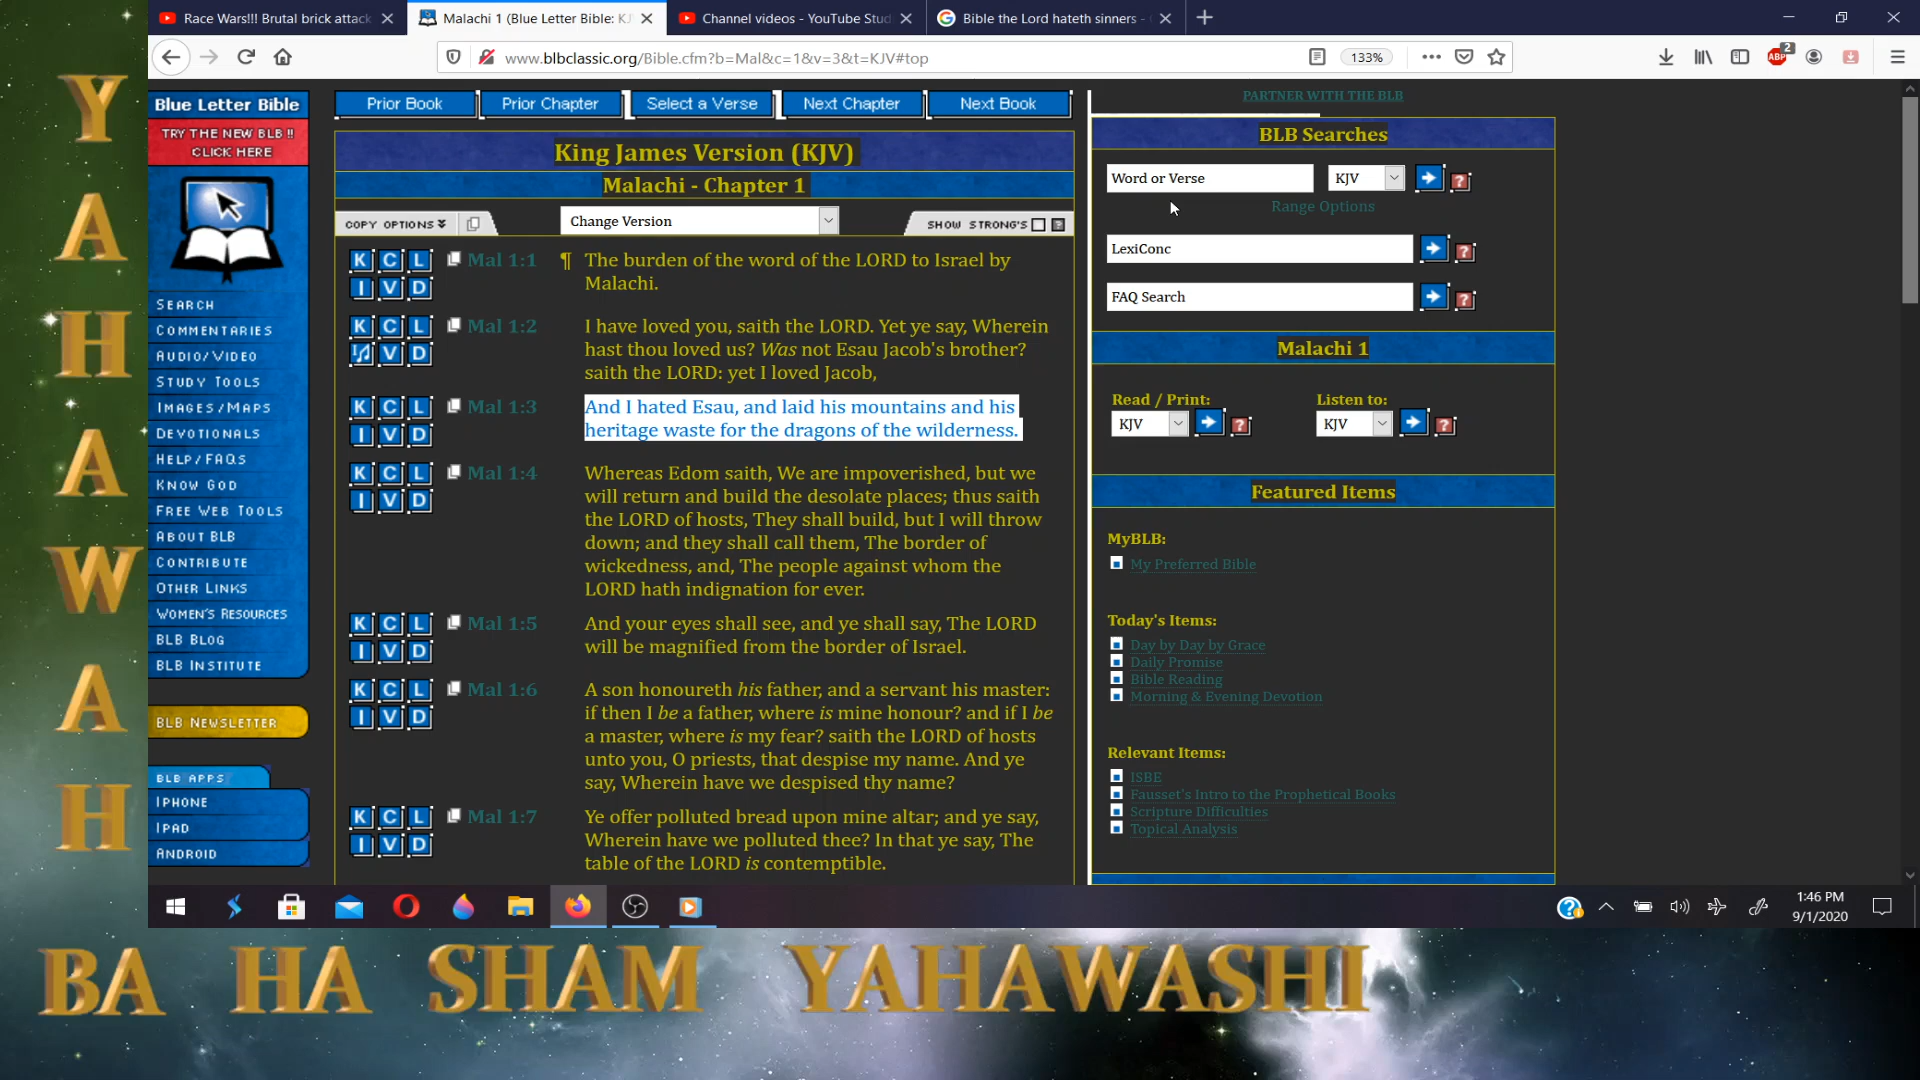 Race Wars!!! Brutal brick attack
Malachi 1 (Blue Letter Bible: KJ
Channel videos - YouTube Stud
Bible the Lord hateth sinners -
www.blbclassic.org/Bible.cfm?b=Mal&c=1&v=3&t=KJV#top
133%
ABP
2
YAHAWAH
Blue Letter Bible
TRY THE NEW BLB !!
CLICK HERE
SEARCH
COMMENTARIES
AUDIO/VIDEO
STUDY TOOLS
IMAGES/MAPS
DEVOTIONALS
HELP/FAQS
KNOW GOD
FREE WEB TOOLS
ABOUT BLB
CONTRIBUTE
OTHER LINKS
WOMEN'S RESOURCES
BLB BLOG
BLB INSTITUTE
BLB NEWSLETTER
BLB APPS
IPHONE
IPAD
ANDROID
Prior Book
Prior Chapter
Select a Verse
Next Chapter
Next Book
King James Version (KJV)
Malachi - Chapter 1
COPY OPTIONS
Change Version
SHOW STRONG'S
K C L
I V D
Mal 1:1
¶ The burden of the word of the LORD to Israel by
Malachi.
K C L
V D
Mal 1:2
I have loved you, saith the LORD. Yet ye say, Wherein
hast thou loved us? Was not Esau Jacob's brother?
saith the LORD: yet I loved Jacob,
K C L
I V D
Mal 1:3
And I hated Esau, and laid his mountains and his
heritage waste for the dragons of the wilderness.
K C L
I V D
Mal 1:4
Whereas Edom saith, We are impoverished, but we
will return and build the desolate places; thus saith
the LORD of hosts, They shall build, but I will throw
down; and they shall call them, The border of
wickedness, and, The people against whom the
LORD hath indignation for ever.
K C L
I V D
Mal 1:5
And your eyes shall see, and ye shall say, The LORD
will be magnified from the border of Israel.
K C L
I V D
Mal 1:6
A son honoureth his father, and a servant his master:
if then I be a father, where is mine honour? and if I be
a master, where is my fear? saith the LORD of hosts
unto you, O priests, that despise my name. And ye
say, Wherein have we despised thy name?
K C L
I V D
Mal 1:7
Ye offer polluted bread upon mine altar; and ye say,
Wherein have we polluted thee? In that ye say, The
table of the LORD is contemptible.
PARTNER WITH THE BLB
BLB Searches
Word or Verse
KJV
?
Range Options
LexiConc
?
FAQ Search
?
Malachi 1
Read / Print:
KJV
?
Listen to:
KJV
?
Featured Items
MyBLB:
My Preferred Bible
Today's Items:
Day by Day by Grace
Daily Promise
Bible Reading
Morning & Evening Devotion
Relevant Items:
ISBE
Fausset's Intro to the Prophetical Books
Scripture Difficulties
Topical Analysis
1:46 PM
9/1/2020
BA HA SHAM YAHAWASHI